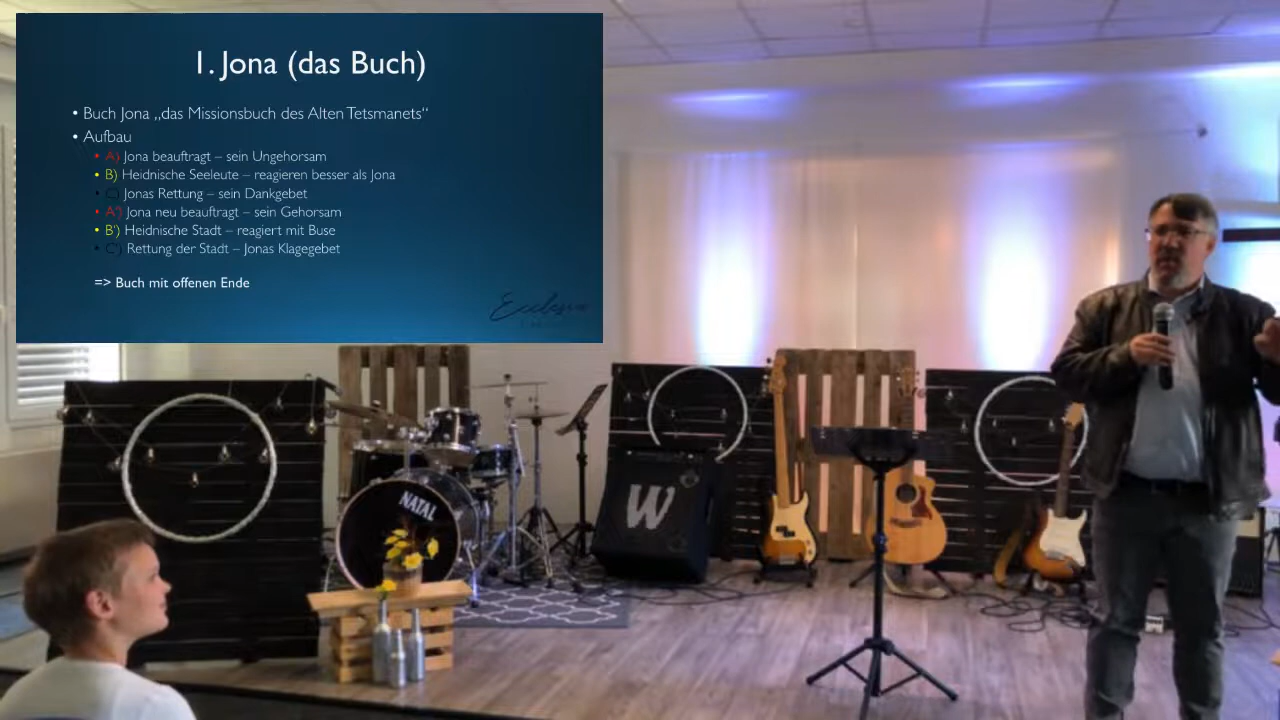 1. Jona (das Buch)
• Buch Jona „das Missionsbuch des Alten Tetsmanets“
• Aufbau
• A) Jona beauftragt – sein Ungehorsam
• B) Heidnische Seeleute – reagieren besser als Jona
• C) Jonas Rettung – sein Dankgebet
• A') Jona neu beauftragt – sein Gehorsam
• B') Heidnische Stadt – reagiert mit Buse
• C') Rettung der Stadt – Jonas Klagegebet
=> Buch mit offenen Ende
Ecclesia
NATAL
W